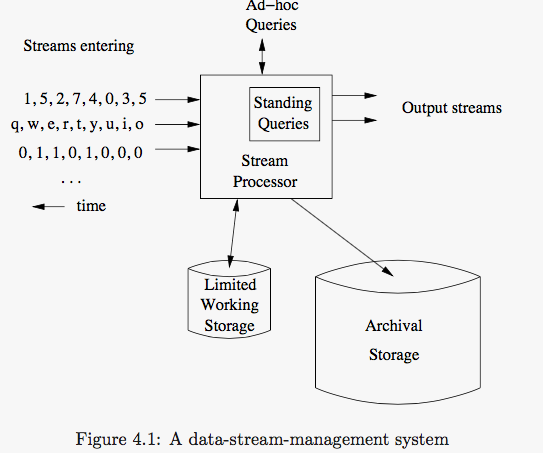 Ad-hoc
Queries
Streams entering
1, 5, 2, 7, 4, 0, 3, 5
q, w, e, r, t, y, u, i, o
0, 1, 1, 0, 1, 0, 0, 0
. . .
time
Standing
Queries
Stream
Processor
Output streams
Limited
Working
Storage
Archival
Storage
Figure 4.1: A data-stream-management system